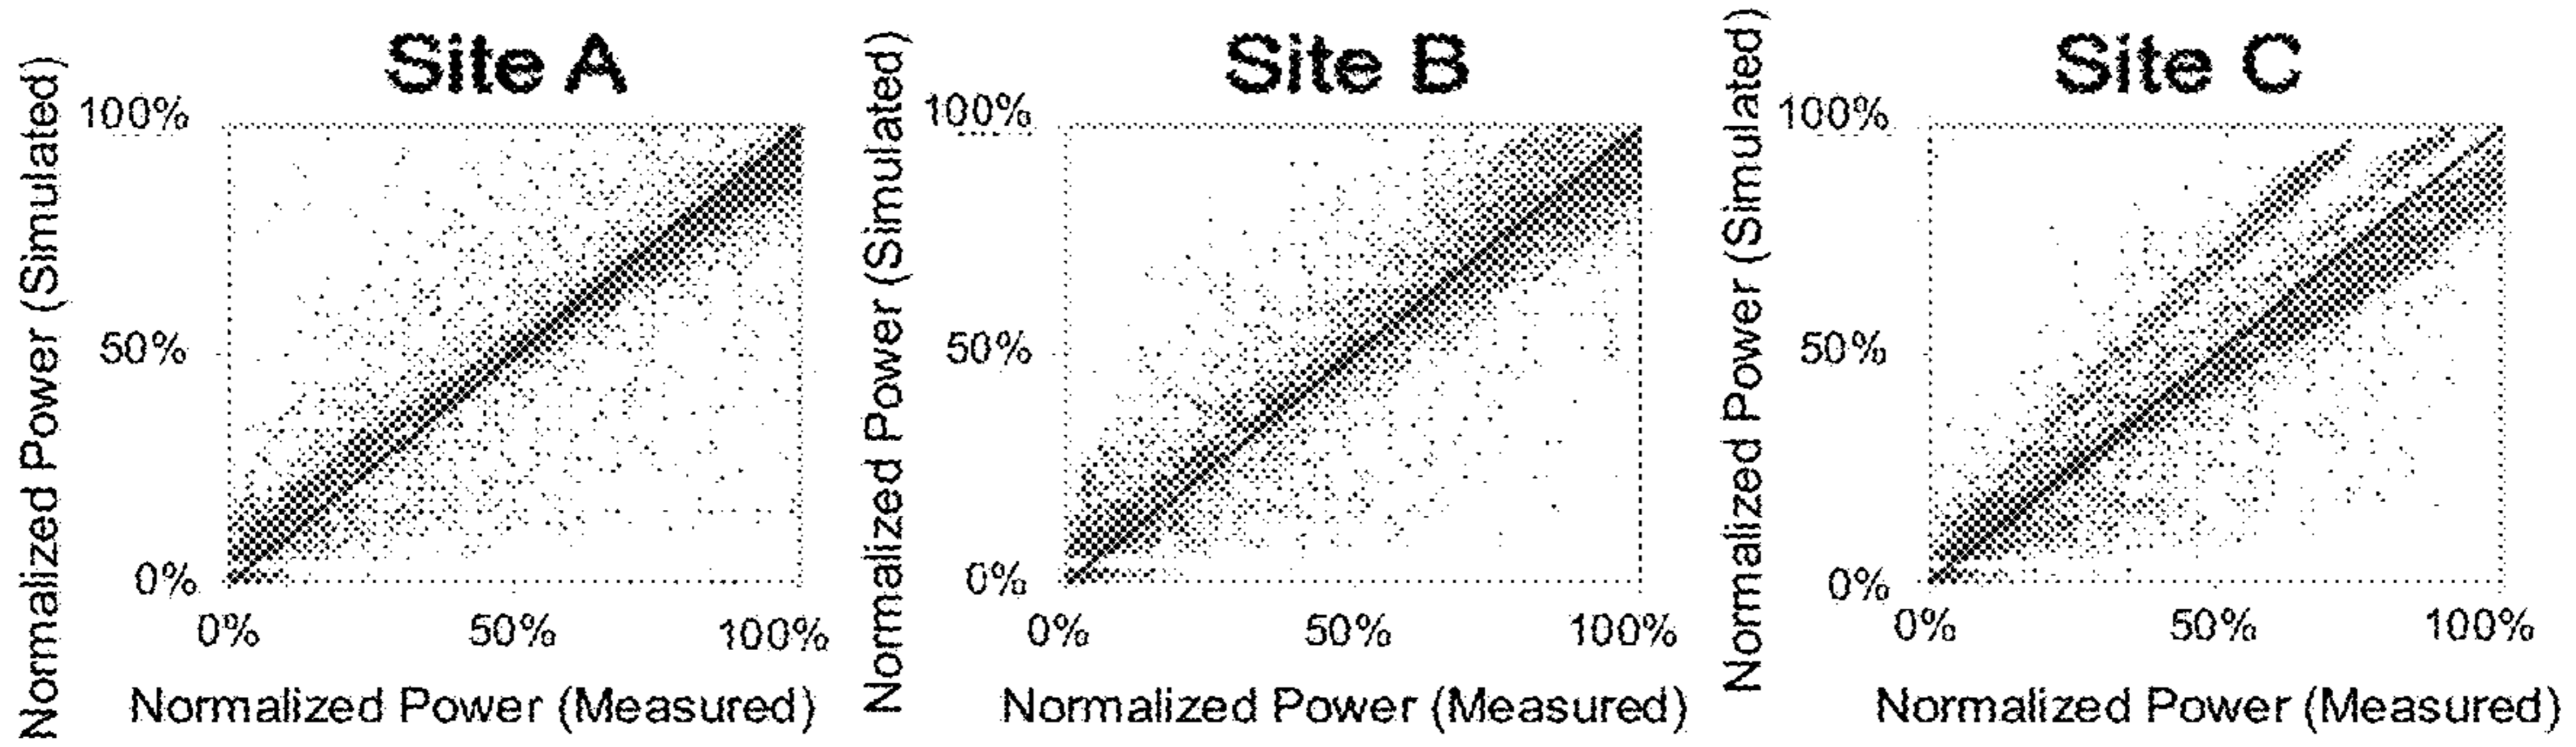 Site A
Normalized Power (Simulated)
100%
50%
0%
0% 50% 100%
Normalized Power (Measured)
Site B
Normalized Power (Simulated)
100%
50%
0%
0% 50% 100%
Normalized Power (Measured)
Site C
Normalized Power (Simulated)
100%
50%
0%
0% 50% 100%
Normalized Power (Measured)